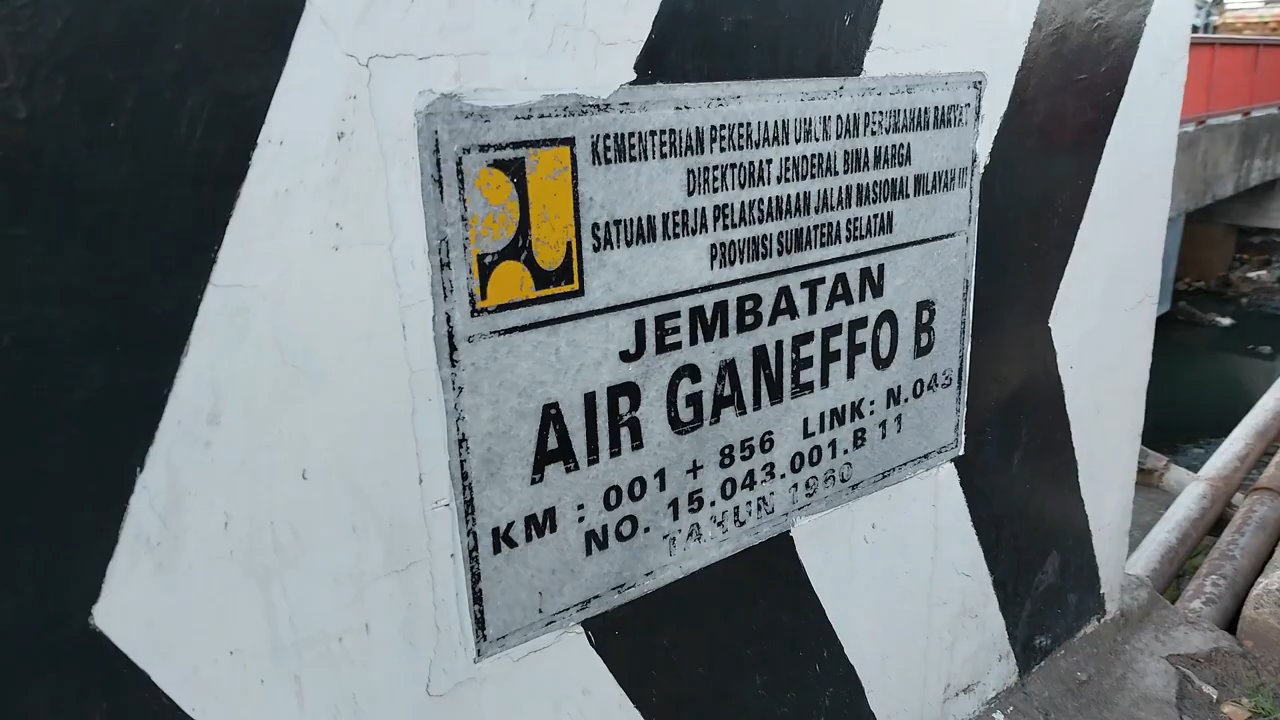 KEMENTERIAN PEKERJAAN UMUM DAN PERUMAHAN RAKYAT
DIREKTORAT JENDERAL BINA MARGA
SATUAN KERJA PELAKSANAAN JALAN NASIONAL WILAYAH III
PROVINSI SUMATERA SELATAN
JEMBATAN
AIR GANEFFO B
KM : 001 + 856 LINK: N.043
NO. 15.043.001.B 11
TAHUN 1960